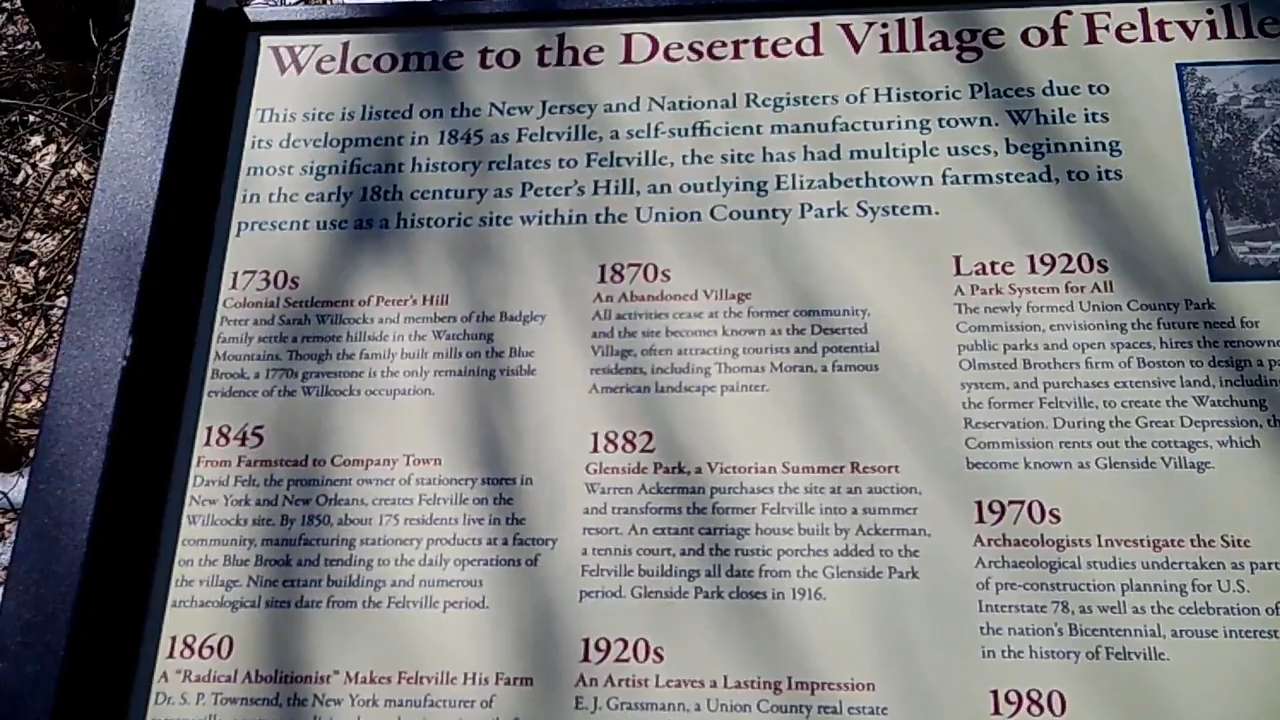 Welcome to the Deserted Village of Feltville
This site is listed on the New Jersey and National Registers of Historic Places due to
its development in 1845 as Feltville, a self-sufficient manufacturing town. While its
most significant history relates to Feltville, the site has had multiple uses, beginning
in the early 18th century as Peter's Hill, an outlying Elizabethtown farmstead, to its
present use as a historic site within the Union County Park System.
1730s
Colonial Settlement of Peter's Hill
Peter and Sarah Willcocks and members of the Badgley
family settle a remote hillside in the Watchung
Mountains. Though the family built mills on the Blue
Brook, a 1770s gravestone is the only remaining visible
evidence of the Willcocks occupation.
1845
From Farmstead to Company Town
David Felt, the prominent owner of stationery stores in
New York and New Orleans, creates Feltville on the
Willcocks site. By 1850, about 175 residents live in the
community, manufacturing stationery products at a factory
on the Blue Brook and tending to the daily operations of
the village. Nine extant buildings and numerous
archaeological sites date from the Feltville period.
1860
A "Radical Abolitionist" Makes Feltville His Farm
Dr. S. P. Townsend, the New York manufacturer of
1870s
An Abandoned Village
All activities cease at the former community,
and the site becomes known as the Deserted
Village, often attracting tourists and potential
residents, including Thomas Moran, a famous
American landscape painter.
1882
Glenside Park, a Victorian Summer Resort
Warren Ackerman purchases the site at an auction,
and transforms the former Feltville into a summer
resort. An extant carriage house built by Ackerman,
a tennis court, and the rustic porches added to the
Feltville buildings all date from the Glenside Park
period. Glenside Park closes in 1916.
1920s
An Artist Leaves a Lasting Impression
E. J. Grassmann, a Union County real estate
Late 1920s
A Park System for All
The newly formed Union County Park
Commission, envisioning the future need for
public parks and open spaces, hires the
Olmsted Brothers firm of Boston to design a
system, and purchases extensive land,
the former Feltville, to create the Watchung
Reservation. During the Great Depression,
Commission rents out the cottages, which
become known as Glenside Village.
1970s
Archaeologists Investigate the Site
Archaeological studies undertaken as part
of pre-construction planning for U.S.
Interstate 78, as well as the celebration of
the nation's Bicentennial, arouse interest
in the history of Feltville.
1980